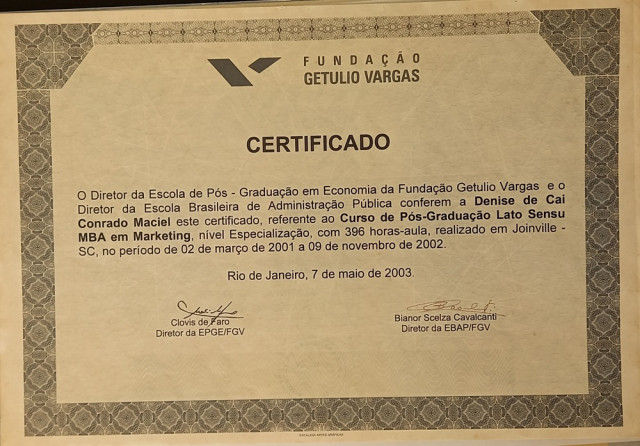 FUNDAÇÃO
GETULIO VARGAS
CERTIFICADO
O Diretor da Escola de Pós - Graduação em Economia da Fundação Getulio Vargas e o
Diretor da Escola Brasileira de Administração Pública conferem a Denise de Cai
Conrado Maciel este certificado, referente ao Curso de Pós-Graduação Lato Sensu
MBA em Marketing, nível Especialização, com 396 horas-aula, realizado em Joinville -
SC, no período de 02 de março de 2001 a 09 de novembro de 2002.
Rio de Janeiro, 7 de maio de 2003.
Clovis de Faro
Diretor da EPGE/FGV
Bianor Scelza Cavalcanti
Diretor da EBAP/FGV